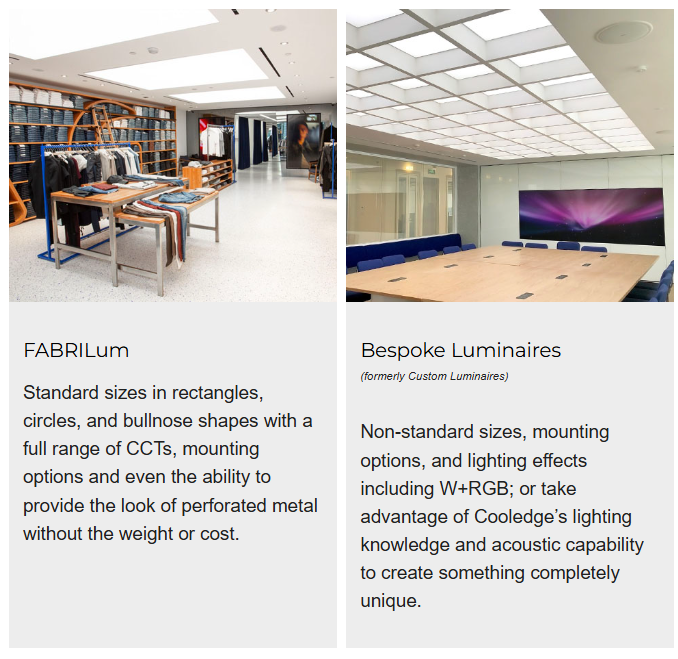 FABRILum
Standard sizes in rectangles,
circles, and bullnose shapes with a
full range of CCTs, mounting
options and even the ability to
provide the look of perforated metal
without the weight or cost.
Bespoke Luminaires
(formerly Custom Luminaires)
Non-standard sizes, mounting
options, and lighting effects
including W+RGB; or take
advantage of Cooledge’s lighting
knowledge and acoustic capability
to create something completely
unique.